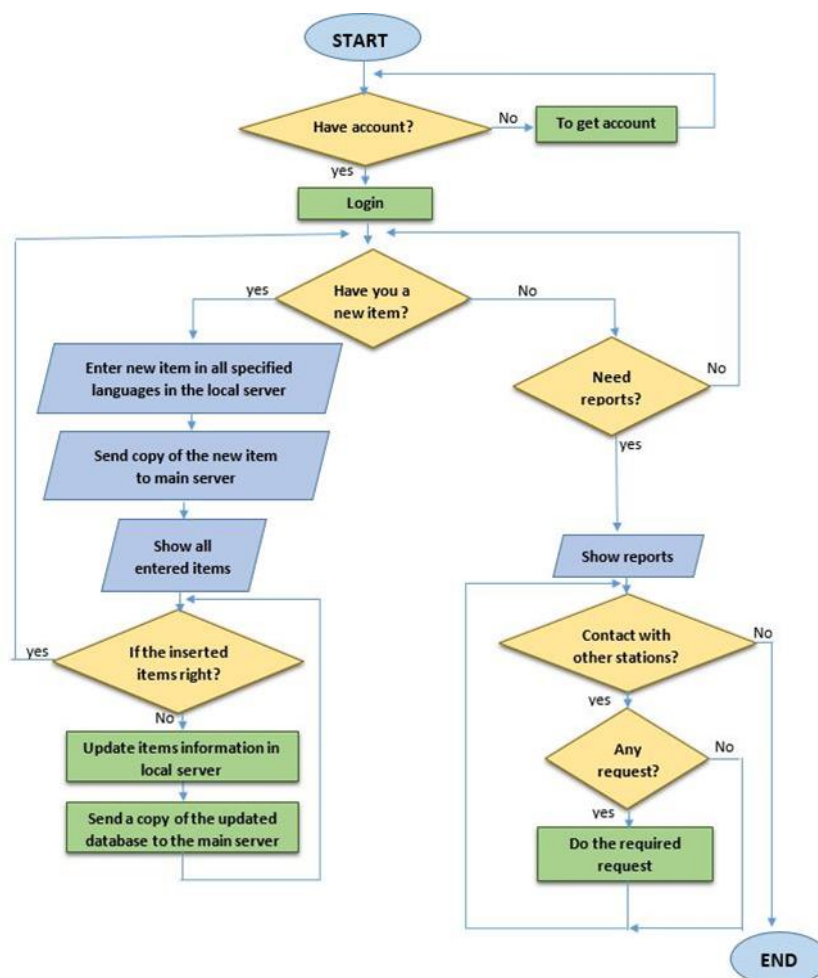 START
Have account?
No
To get account
yes
Login
Have you a
new item?
yes
No
Enter new item in all specified
languages in the local server
Send copy of the new item
to main server
Show all
entered items
If the inserted
items right?
yes
No
Update items information in
local server
Send a copy of the updated
database to the main server
Need
reports?
No
yes
Show reports
Contact with
other stations?
No
yes
Any
request?
No
yes
Do the required
request
END